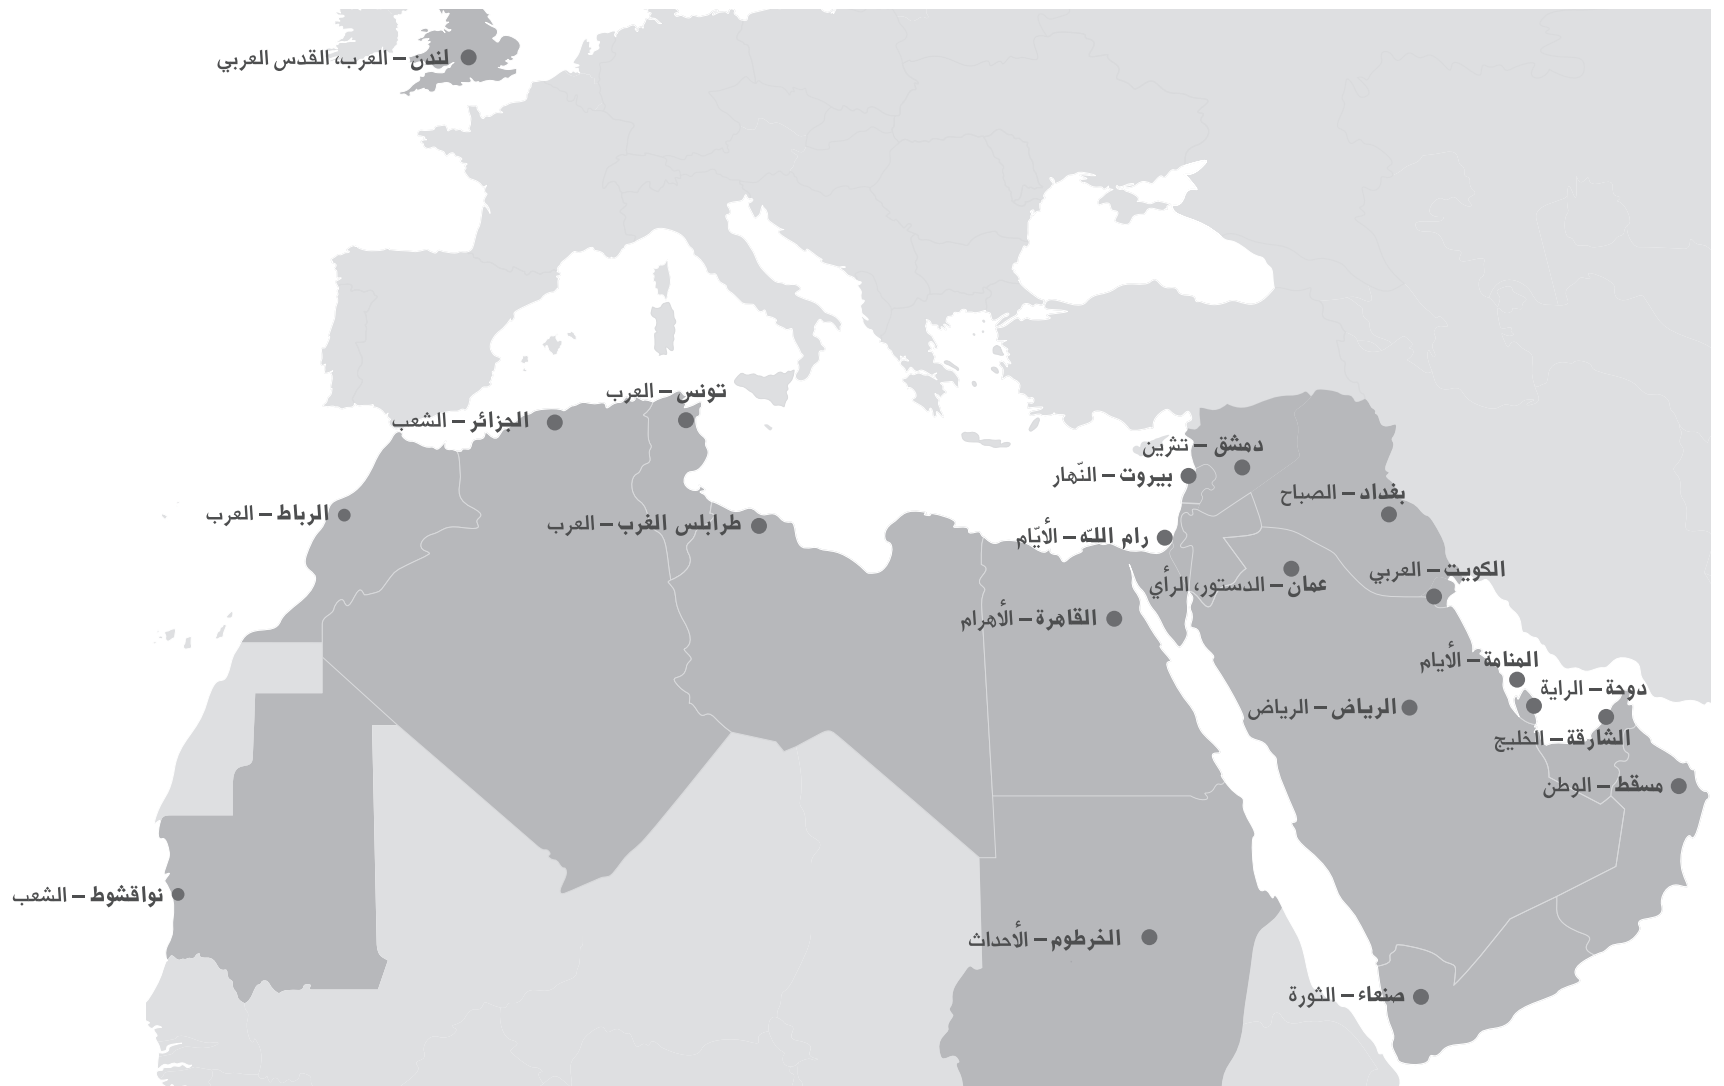 لندن – العرب، القدس العربي
تونس – العرب
الجزائر – الشعب
دمشق – تشرين
بيروت – النّهار
بغداد – الصباح
الرباط – العرب
طرابلس الغرب – العرب
رام اللّه – الأيّام
الكويت – العربي
عمان – الدستور، الرأي
القاهرة – الأهرام
المنامة – الأيام
دوحة – الراية
الرياض – الرياض
الشارقة – الخليج
مسقط – الوطن
نواقشوط – الشعب
الخرطوم – الأحداث
صنعاء – الثورة